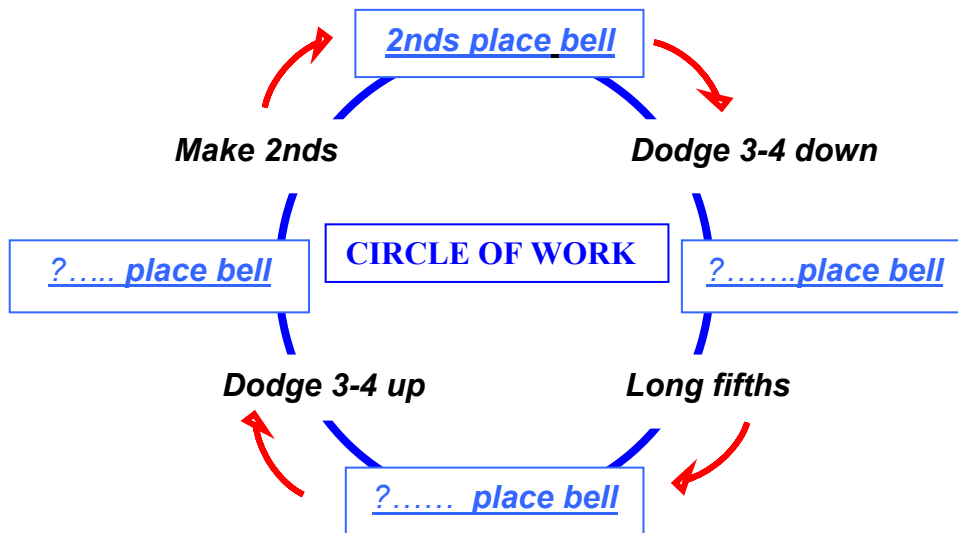 2nds place bell
Make 2nds
Dodge 3-4 down
CIRCLE OF WORK
?..... place bell
?.......place bell
Dodge 3-4 up
Long fifths
?...... place bell